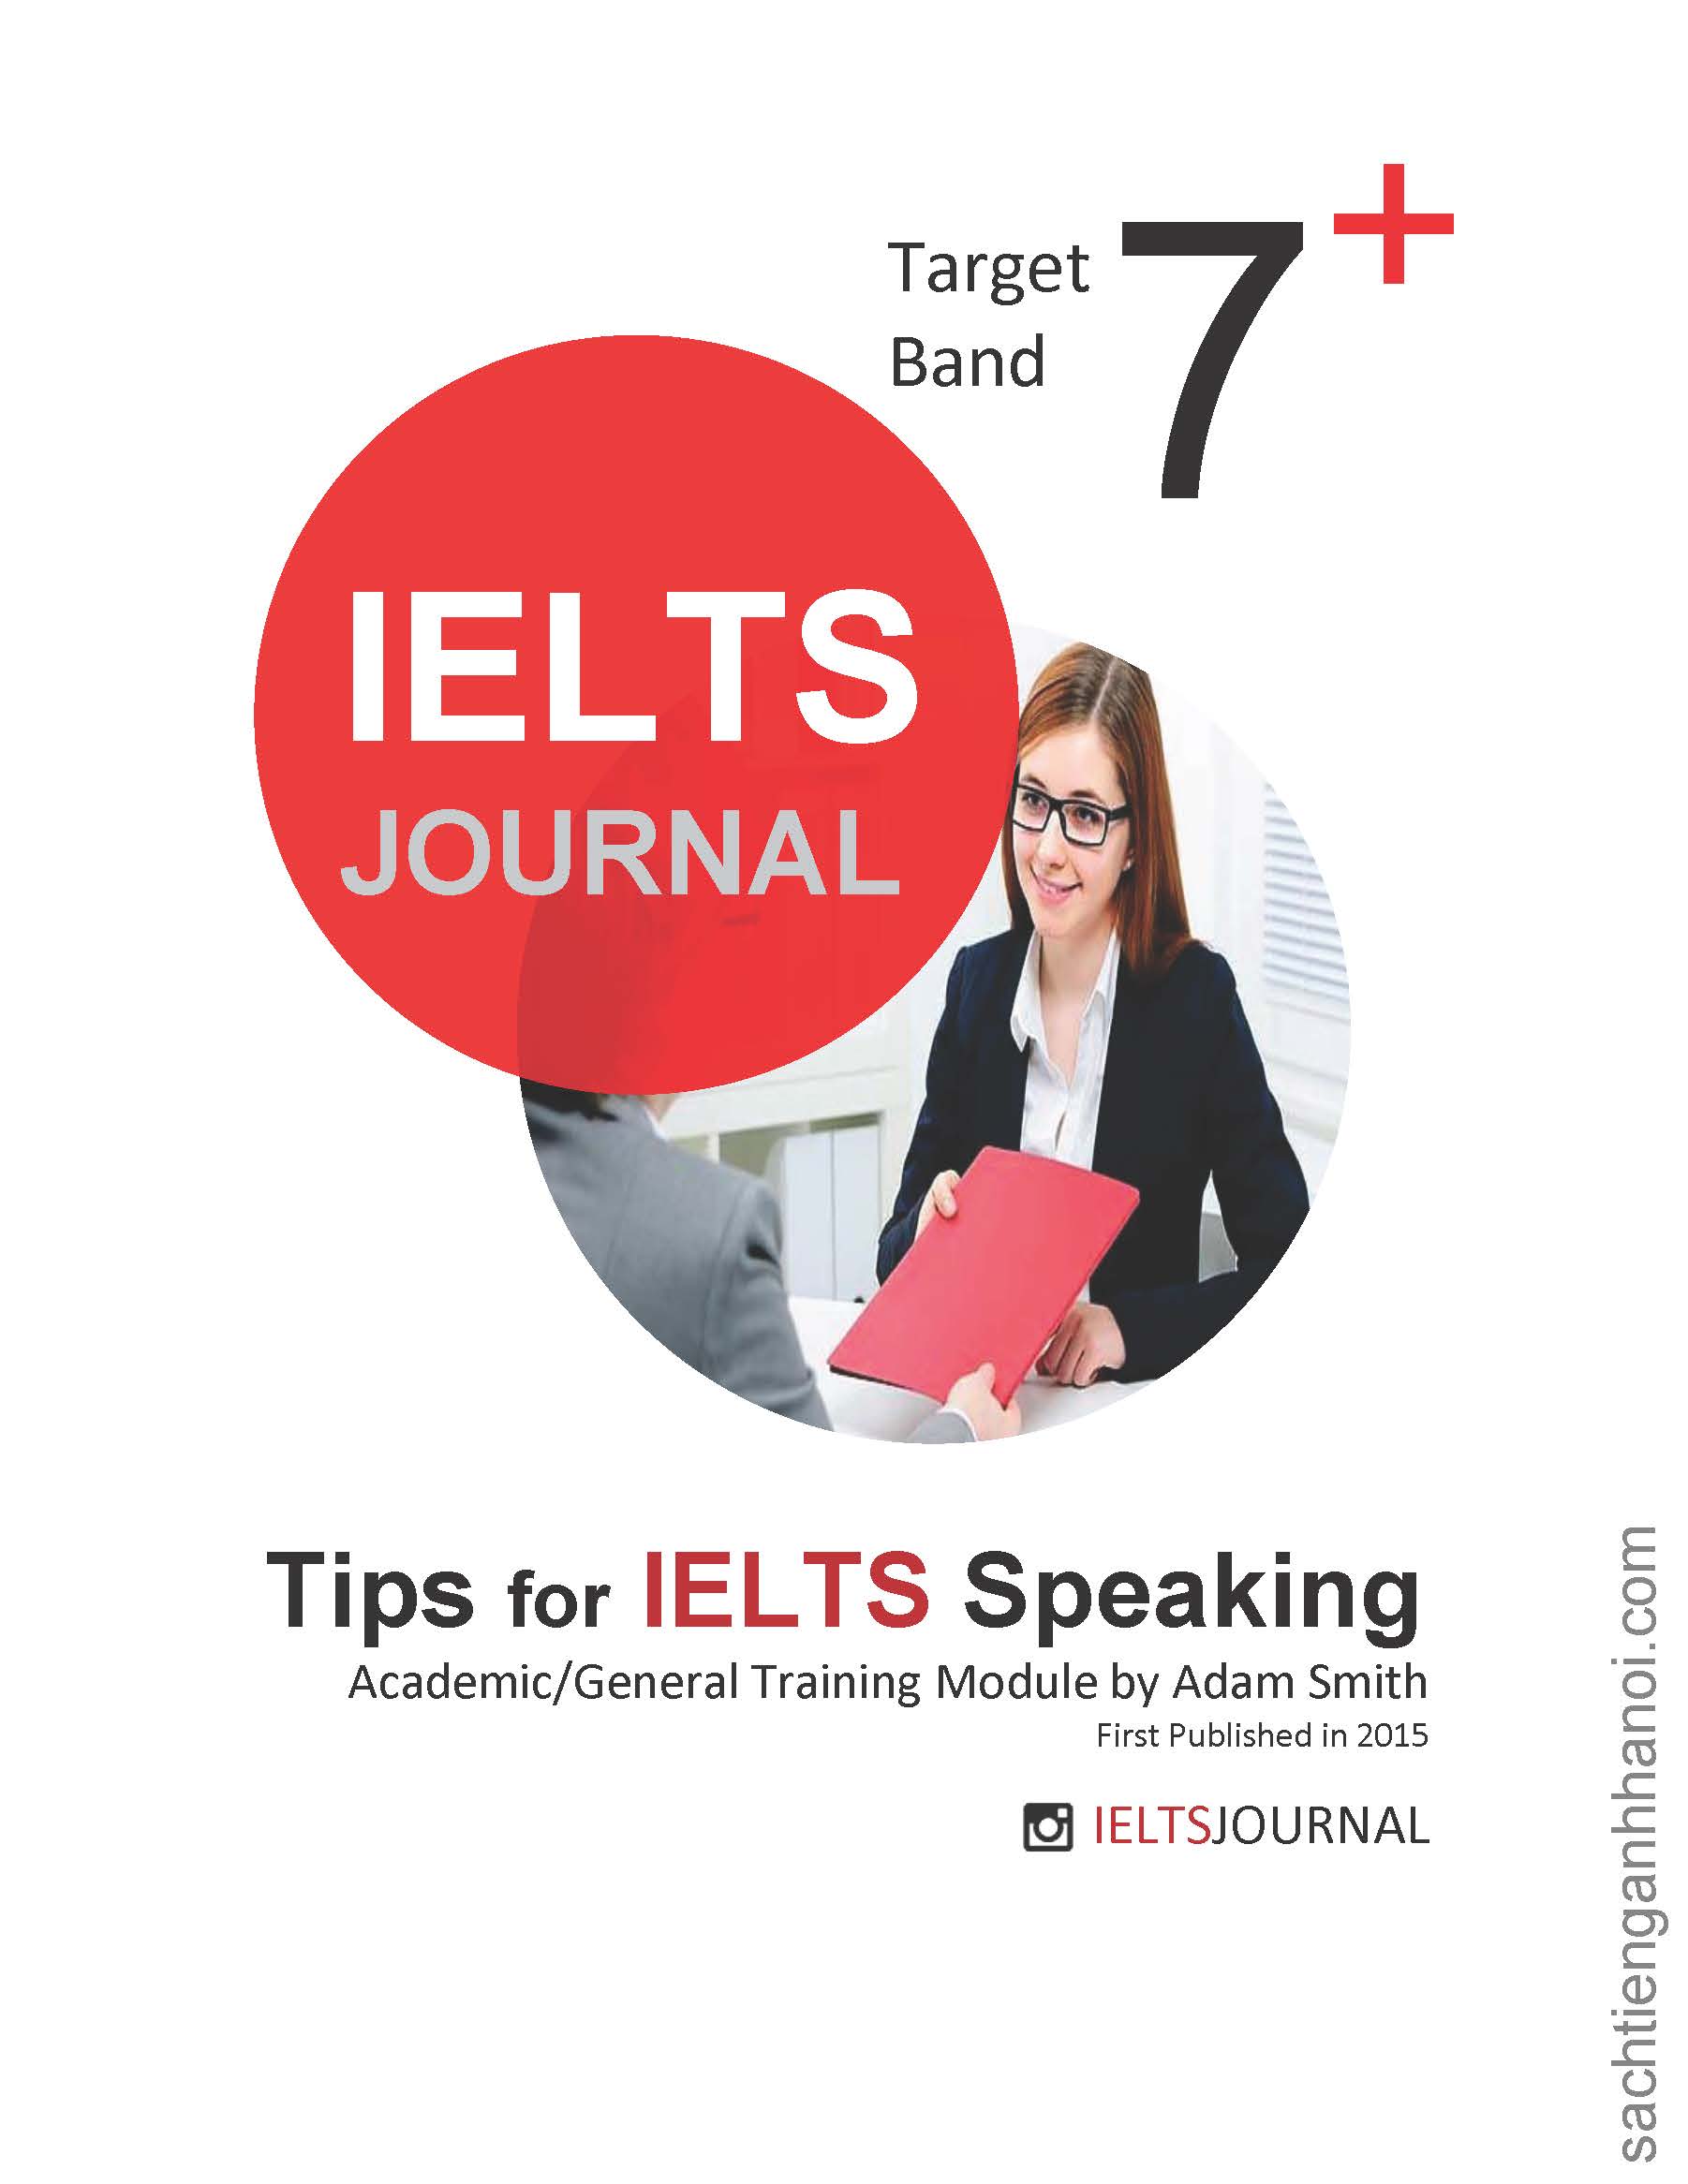 Target
Band
7+
IELTS
JOURNAL
Tips for IELTS Speaking
Academic/General Training Module by Adam Smith
First Published in 2015
IELTSJOURNAL
sachtienganhhanoi.com